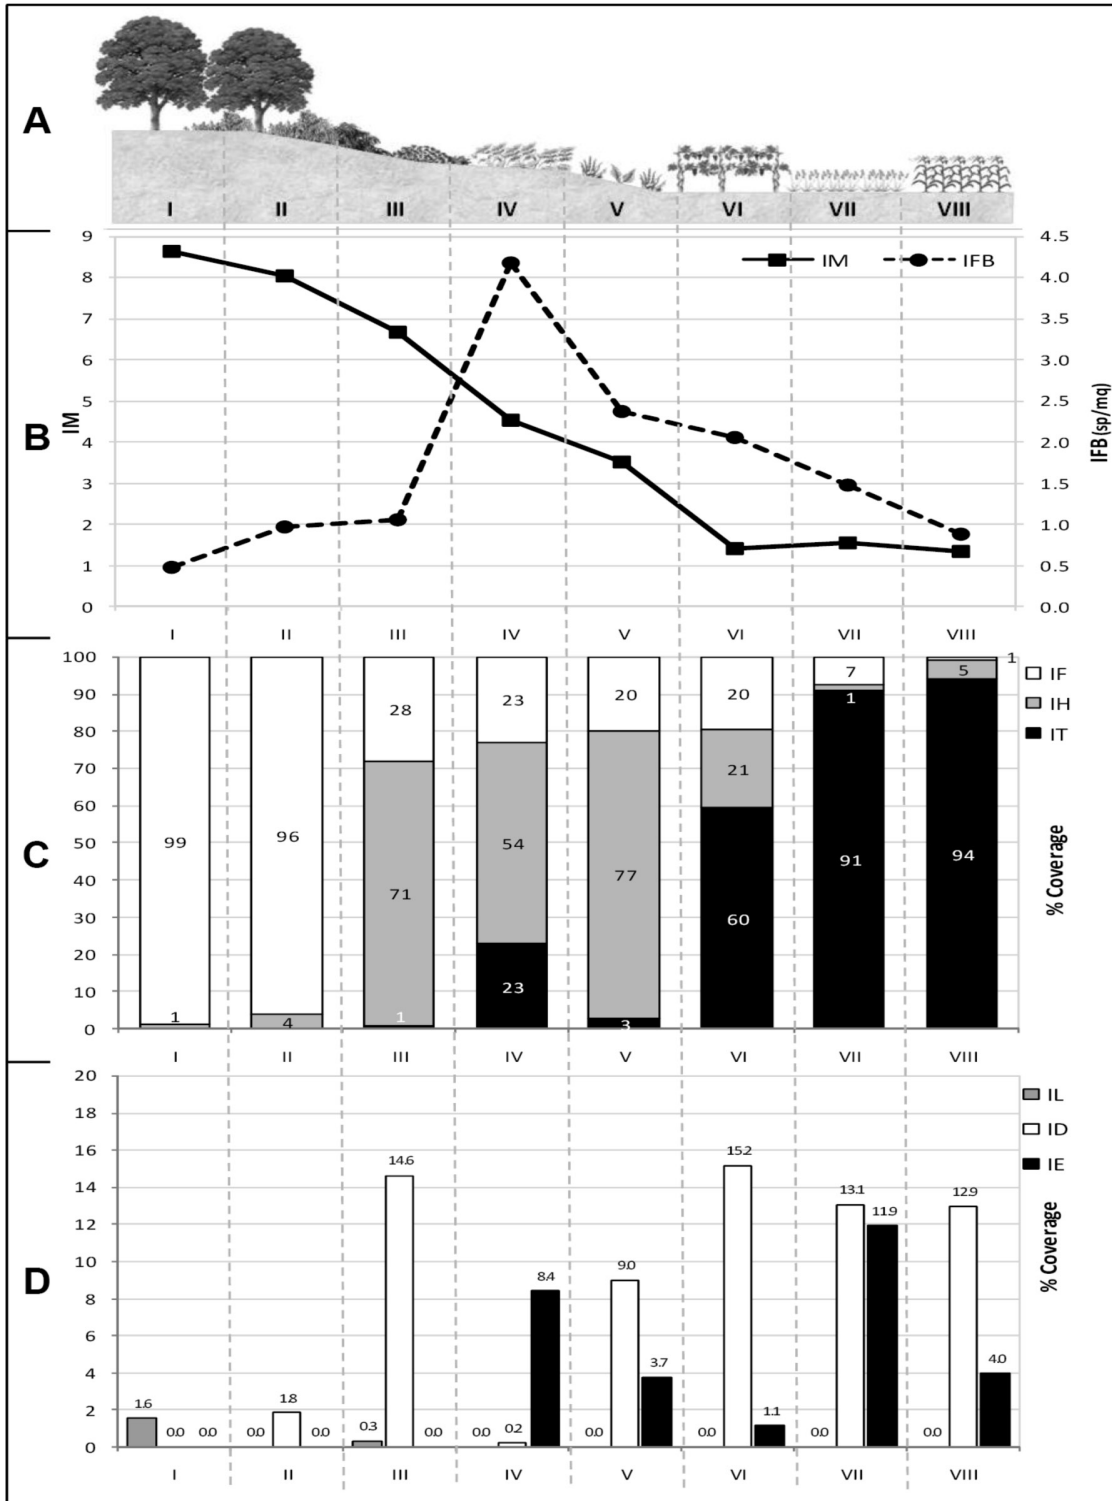 A
I II III IV V VI VII VIII
B
IM IFB
9 4.5
8 4.0
7 3.5
6 3.0
5 2.5
4 2.0
3 1.5
2 1.0
1 0.5
0 0.0
IM
IFB (sp/mq)
I II III IV V VI VII VIII
C
100
90
80
70
60
50
40
30
20
10
0
99 1
96 4
28 71 1
23 54 23
20 77 3
20 21 60
7 1 91
1 5 94
IF
IH
IT
% Coverage
I II III IV V VI VII VIII
D
20
18
16
14
12
10
8
6
4
2
0
1.6 0.0 0.0
0.0 1.8 0.0
0.3 14.6 0.0
0.0 0.2 8.4
0.0 9.0 3.7
0.0 15.2 1.1
0.0 13.1 11.9
0.0 12.9 4.0
IL
ID
IE
% Coverage
I II III IV V VI VII VIII